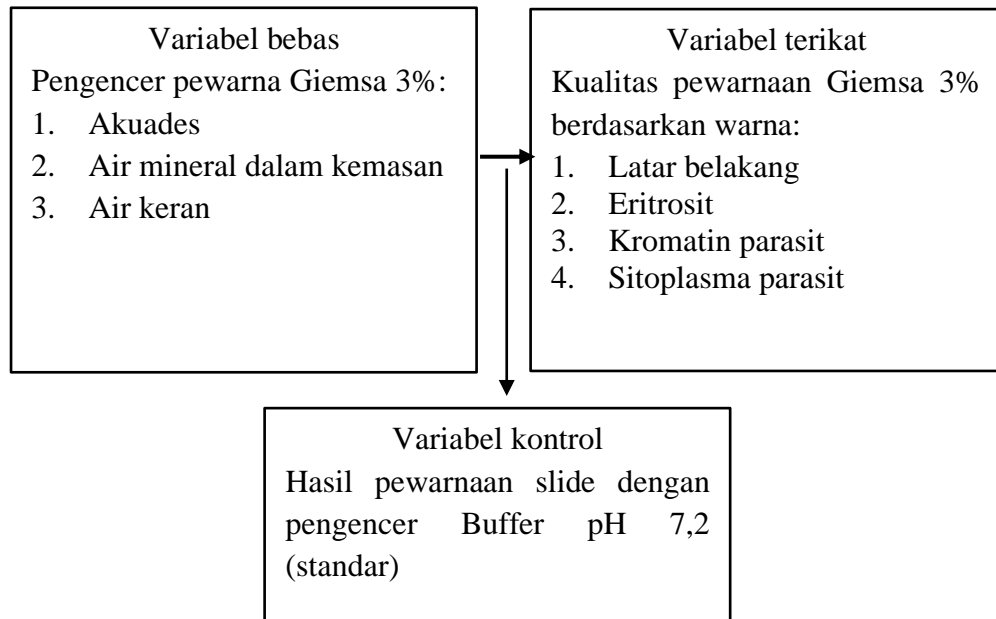 Variabel bebas
Pengencer pewarna Giemsa 3%:
1. Akuades
2. Air mineral dalam kemasan
3. Air keran
Variabel terikat
Kualitas pewarnaan Giemsa 3%
berdasarkan warna:
1. Latar belakang
2. Eritrosit
3. Kromatin parasit
4. Sitoplasma parasit
Variabel kontrol
Hasil pewarnaan slide dengan
pengencer Buffer pH 7,2
(standar)